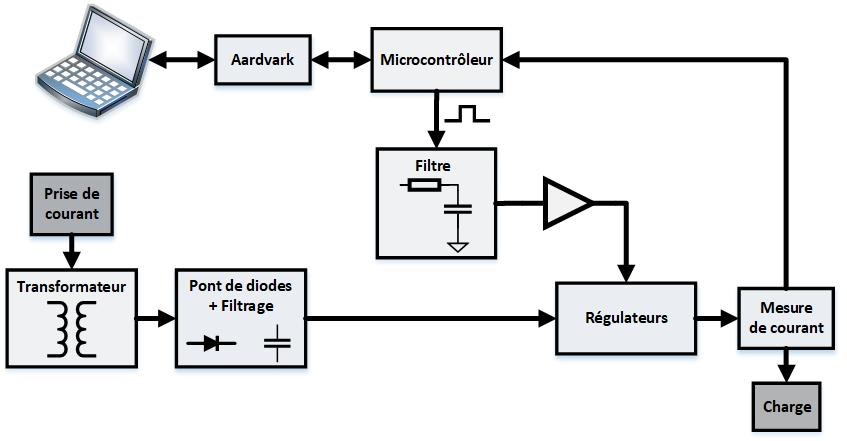 Aardvark
Microcontrôleur
Filtre
Prise de
courant
Transformateur
Pont de diodes
+ Filtrage
Régulateurs
Mesure
de courant
Charge